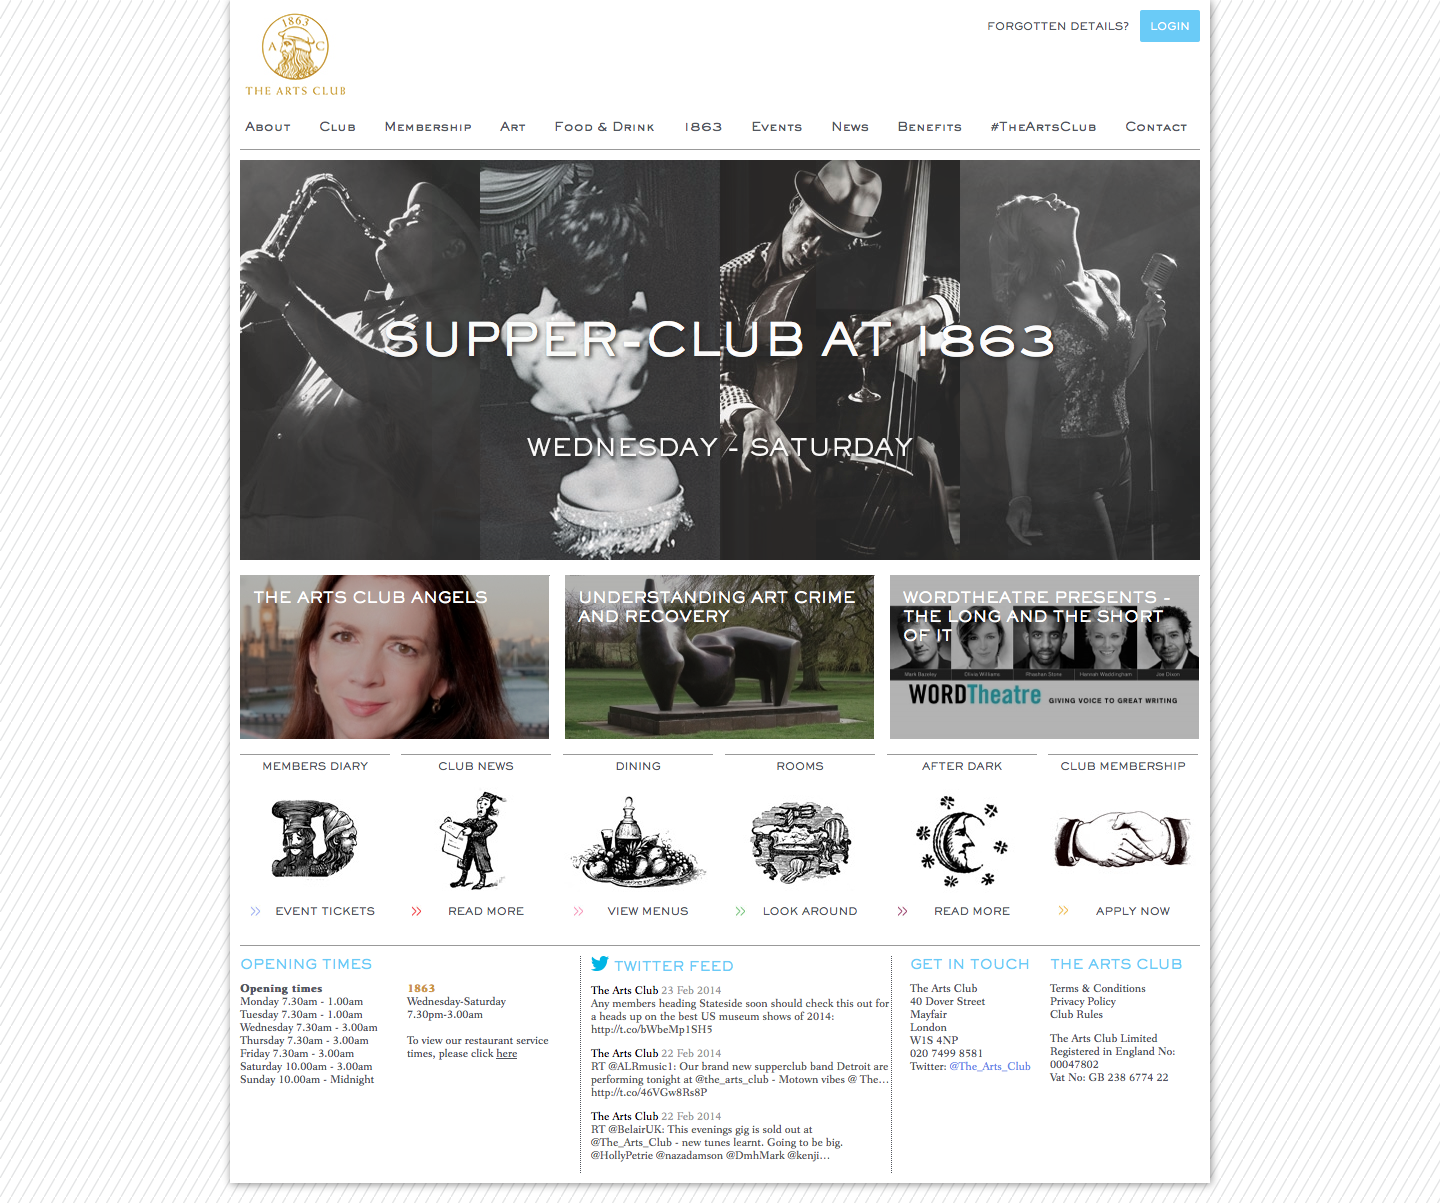 1863
A C
THE ARTS CLUB
FORGOTTEN DETAILS?
LOGIN
About Club Membership Art Food & Drink 1863 Events News Benefits #TheArtsClub Contact
SUPPER-CLUB AT 1863
WEDNESDAY - SATURDAY
THE ARTS CLUB ANGELS
UNDERSTANDING ART CRIME
AND RECOVERY
WORDTHEATRE PRESENTS -
THE LONG AND THE SHORT
OF IT
Mark Bazeley Olivia Williams Rhashan Stone Hannah Waddingham Joe Dixon
WORDTheatre GIVING VOICE TO GREAT WRITING
MEMBERS DIARY
CLUB NEWS
DINING
ROOMS
AFTER DARK
CLUB MEMBERSHIP
EVENT TICKETS
READ MORE
VIEW MENUS
LOOK AROUND
READ MORE
APPLY NOW
OPENING TIMES
Opening times
Monday 7.30am - 1.00am
Tuesday 7.30am - 1.00am
Wednesday 7.30am - 3.00am
Thursday 7.30am - 3.00am
Friday 7.30am - 3.00am
Saturday 10.00am - 3.00am
Sunday 10.00am - Midnight
1863
Wednesday-Saturday
7.30pm-3.00am
To view our restaurant service
times, please click here
TWITTER FEED
The Arts Club 23 Feb 2014
Any members heading Stateside soon should check this out for
a heads up on the best US museum shows of 2014:
http://t.co/bWbeMp1SH5
The Arts Club 22 Feb 2014
RT @ALRmusic1: Our brand new supperclub band Detroit are
performing tonight at @the_arts_club - Motown vibes @ The…
http://t.co/46VGw8Rs8P
The Arts Club 22 Feb 2014
RT @BelairUK: This evenings gig is sold out at
@The_Arts_Club - new tunes learnt. Going to be big.
@HollyPetrie @nazadamson @DmhMark @kenji…
GET IN TOUCH
The Arts Club
40 Dover Street
Mayfair
London
W1S 4NP
020 7499 8581
Twitter: @The_Arts_Club
THE ARTS CLUB
Terms & Conditions
Privacy Policy
Club Rules
The Arts Club Limited
Registered in England No:
00047802
Vat No: GB 238 6774 22